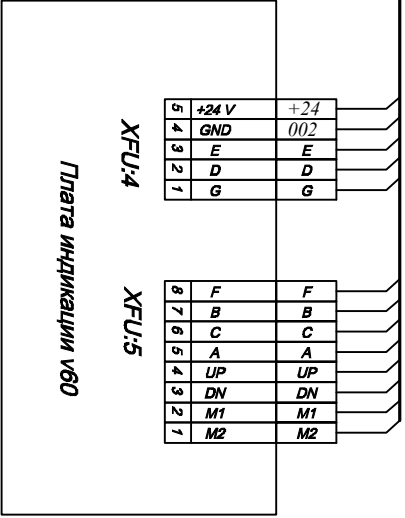 Плата индикации v60
XFU:4
5 +24 V +24
4 GND 002
3 E E
2 D D
1 G G
XFU:5
8 F F
7 B B
6 C C
5 A A
4 UP UP
3 DN DN
2 M1 M1
1 M2 M2